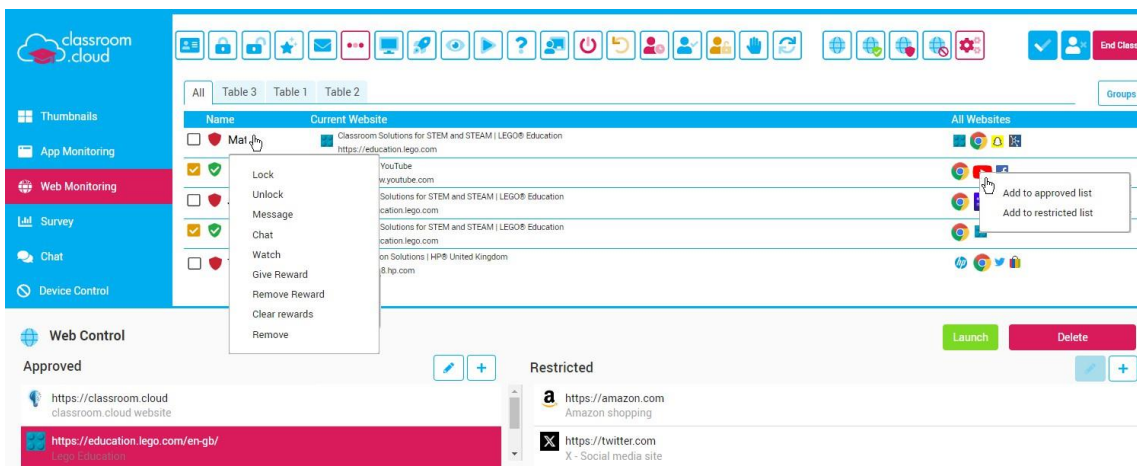 classroom
.cloud
End Class
All Table 3 Table 1 Table 2
Groups
Thumbnails
App Monitoring
Web Monitoring
Survey
Chat
Device Control
Name Current Website All Websites
Mat
Classroom Solutions for STEM and STEAM | LEGO® Education
https://education.lego.com
YouTube
w.youtube.com
Solutions for STEM and STEAM | LEGO® Education
cation.lego.com
Solutions for STEM and STEAM | LEGO® Education
cation.lego.com
on Solutions | HP® United Kingdom
8.hp.com
Lock
Unlock
Message
Chat
Watch
Give Reward
Remove Reward
Clear rewards
Remove
Add to approved list
Add to restricted list
Web Control
Launch Delete
Approved
https://classroom.cloud
classroom.cloud website
https://education.lego.com/en-gb/
Lego Education
Restricted
https://amazon.com
Amazon shopping
https://twitter.com
X - Social media site